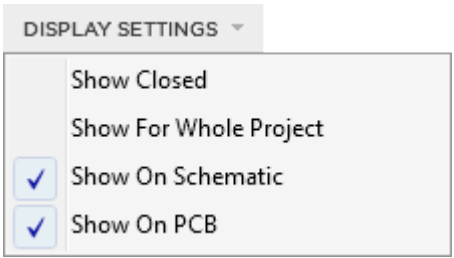 DISPLAY SETTINGS
Show Closed
Show For Whole Project
Show On Schematic
Show On PCB